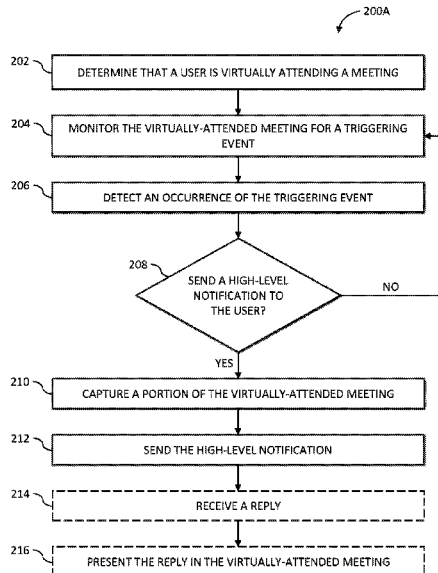 200A
202
DETERMINE THAT A USER IS VIRTUALLY ATTENDING A MEETING
204
MONITOR THE VIRTUALLY-ATTENDED MEETING FOR A TRIGGERING
EVENT
206
DETECT AN OCCURRENCE OF THE TRIGGERING EVENT
208
SEND A HIGH-LEVEL
NOTIFICATION TO
THE USER?
NO
YES
210
CAPTURE A PORTION OF THE VIRTUALLY-ATTENDED MEETING
212
SEND THE HIGH-LEVEL NOTIFICATION
214
RECEIVE A REPLY
216
PRESENT THE REPLY IN THE VIRTUALLY-ATTENDED MEETING